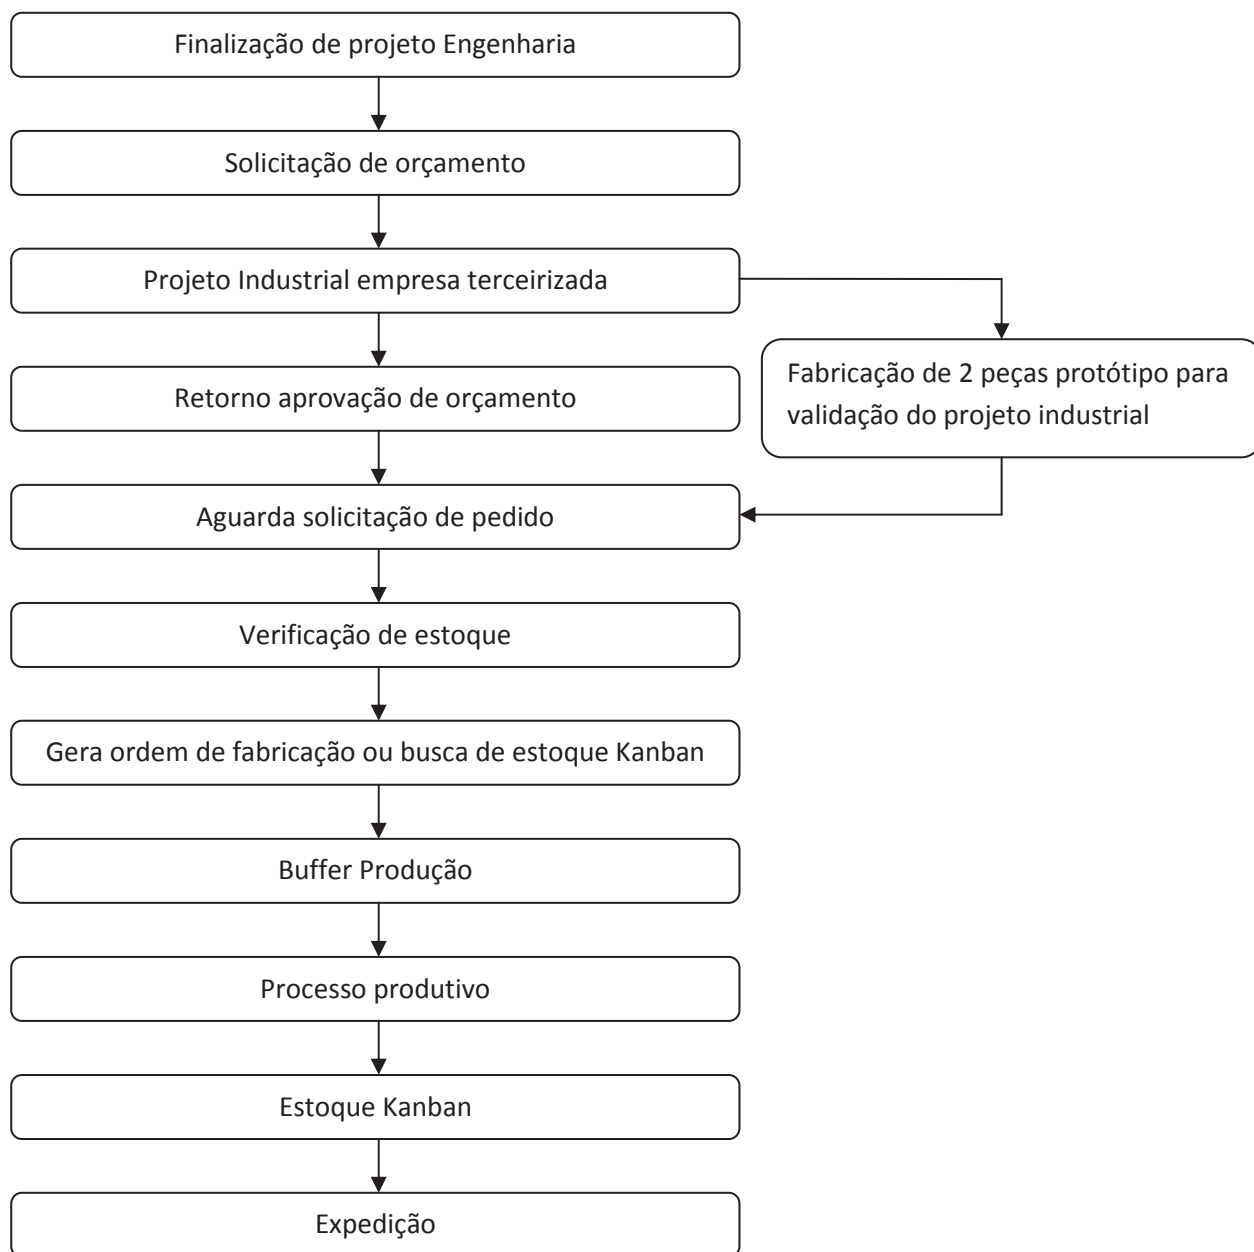 Finalização de projeto Engenharia
Solicitação de orçamento
Projeto Industrial empresa terceirizada
Fabricação de 2 peças protótipo para
validação do projeto industrial
Retorno aprovação de orçamento
Aguarda solicitação de pedido
Verificação de estoque
Gera ordem de fabricação ou busca de estoque Kanban
Buffer Produção
Processo produtivo
Estoque Kanban
Expedição